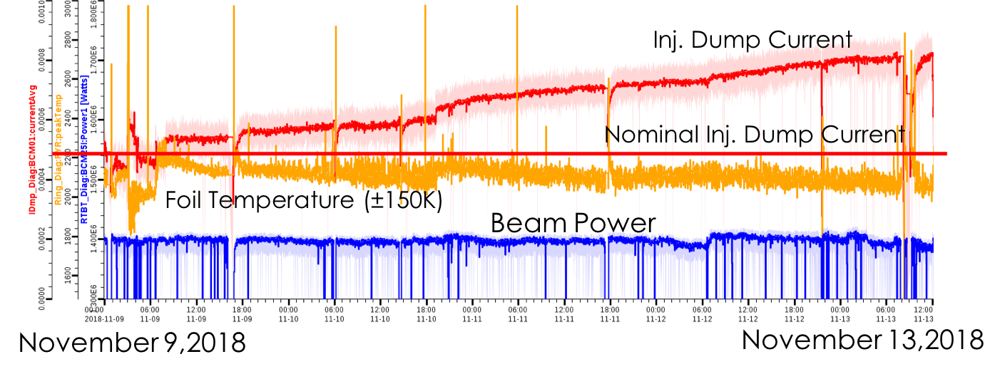 Inj. Dump Current
Nominal Inj. Dump Current
Foil Temperature (±150K)
Beam Power
IDmp_Diag:BCM01:currentAvg
0.0010
0.0008
0.0006
0.0004
0.0002
0.0000
3000
2800
2600
2400
2200
2000
1800
1600
1.800E6
1.700E6
1.600E6
1.500E6
1.400E6
00:00 06:00 12:00 18:00 00:00 06:00 12:00 18:00 00:00 06:00 12:00 18:00 00:00 06:00 12:00 18:00 00:00 06:00 12:00
2018-11-09 11-09 11-09 11-09 11-10 11-10 11-10 11-10 11-11 11-11 11-11 11-11 11-12 11-12 11-12 11-12 11-13 11-13 11-13
November 9,2018
November 13,2018